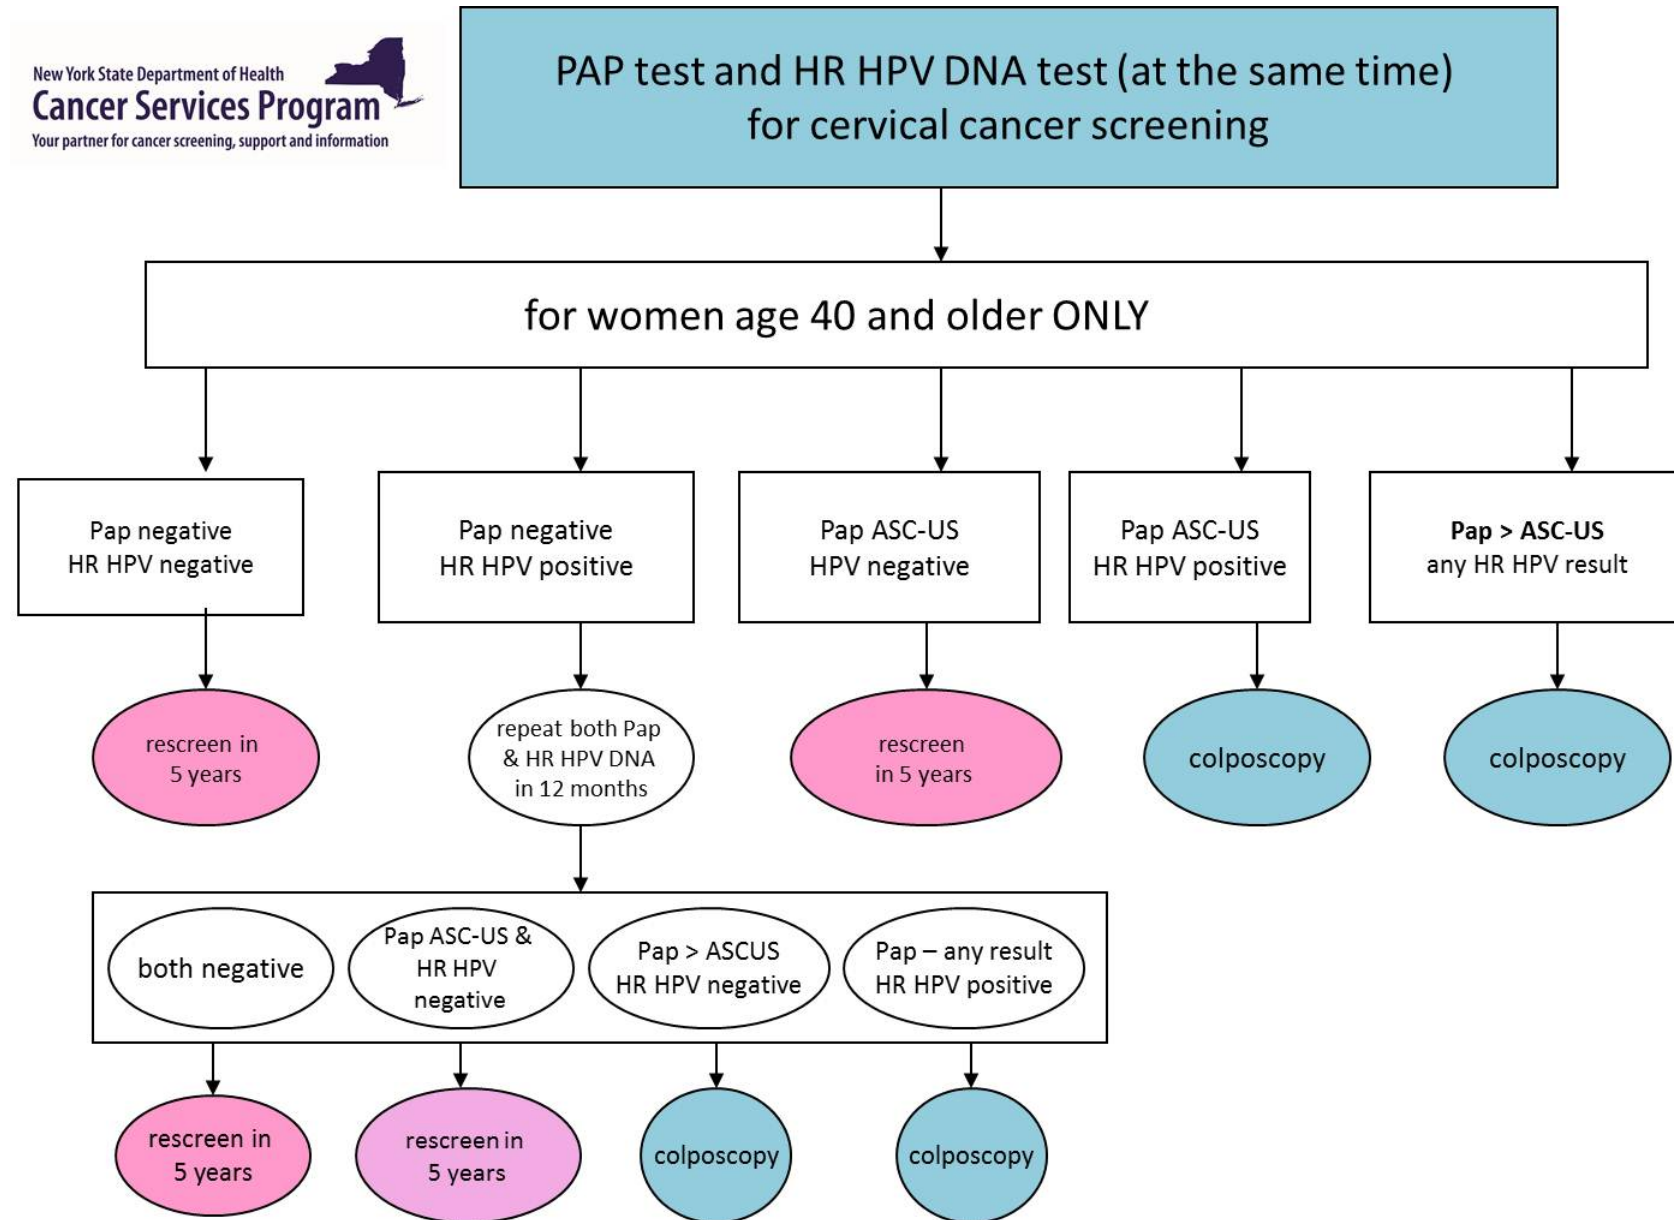 New York State Department of Health
Cancer Services Program
Your partner for cancer screening, support and information
PAP test and HR HPV DNA test (at the same time)
for cervical cancer screening
for women age 40 and older ONLY
Pap negative
HR HPV negative
Pap negative
HR HPV positive
Pap ASC-US
HPV negative
Pap ASC-US
HR HPV positive
Pap > ASC-US
any HR HPV result
rescreen in
5 years
repeat both Pap
& HR HPV DNA
in 12 months
rescreen
in 5 years
colposcopy
colposcopy
both negative
Pap ASC-US &
HR HPV
negative
Pap > ASCUS
HR HPV negative
Pap – any result
HR HPV positive
rescreen in
5 years
rescreen in
5 years
colposcopy
colposcopy